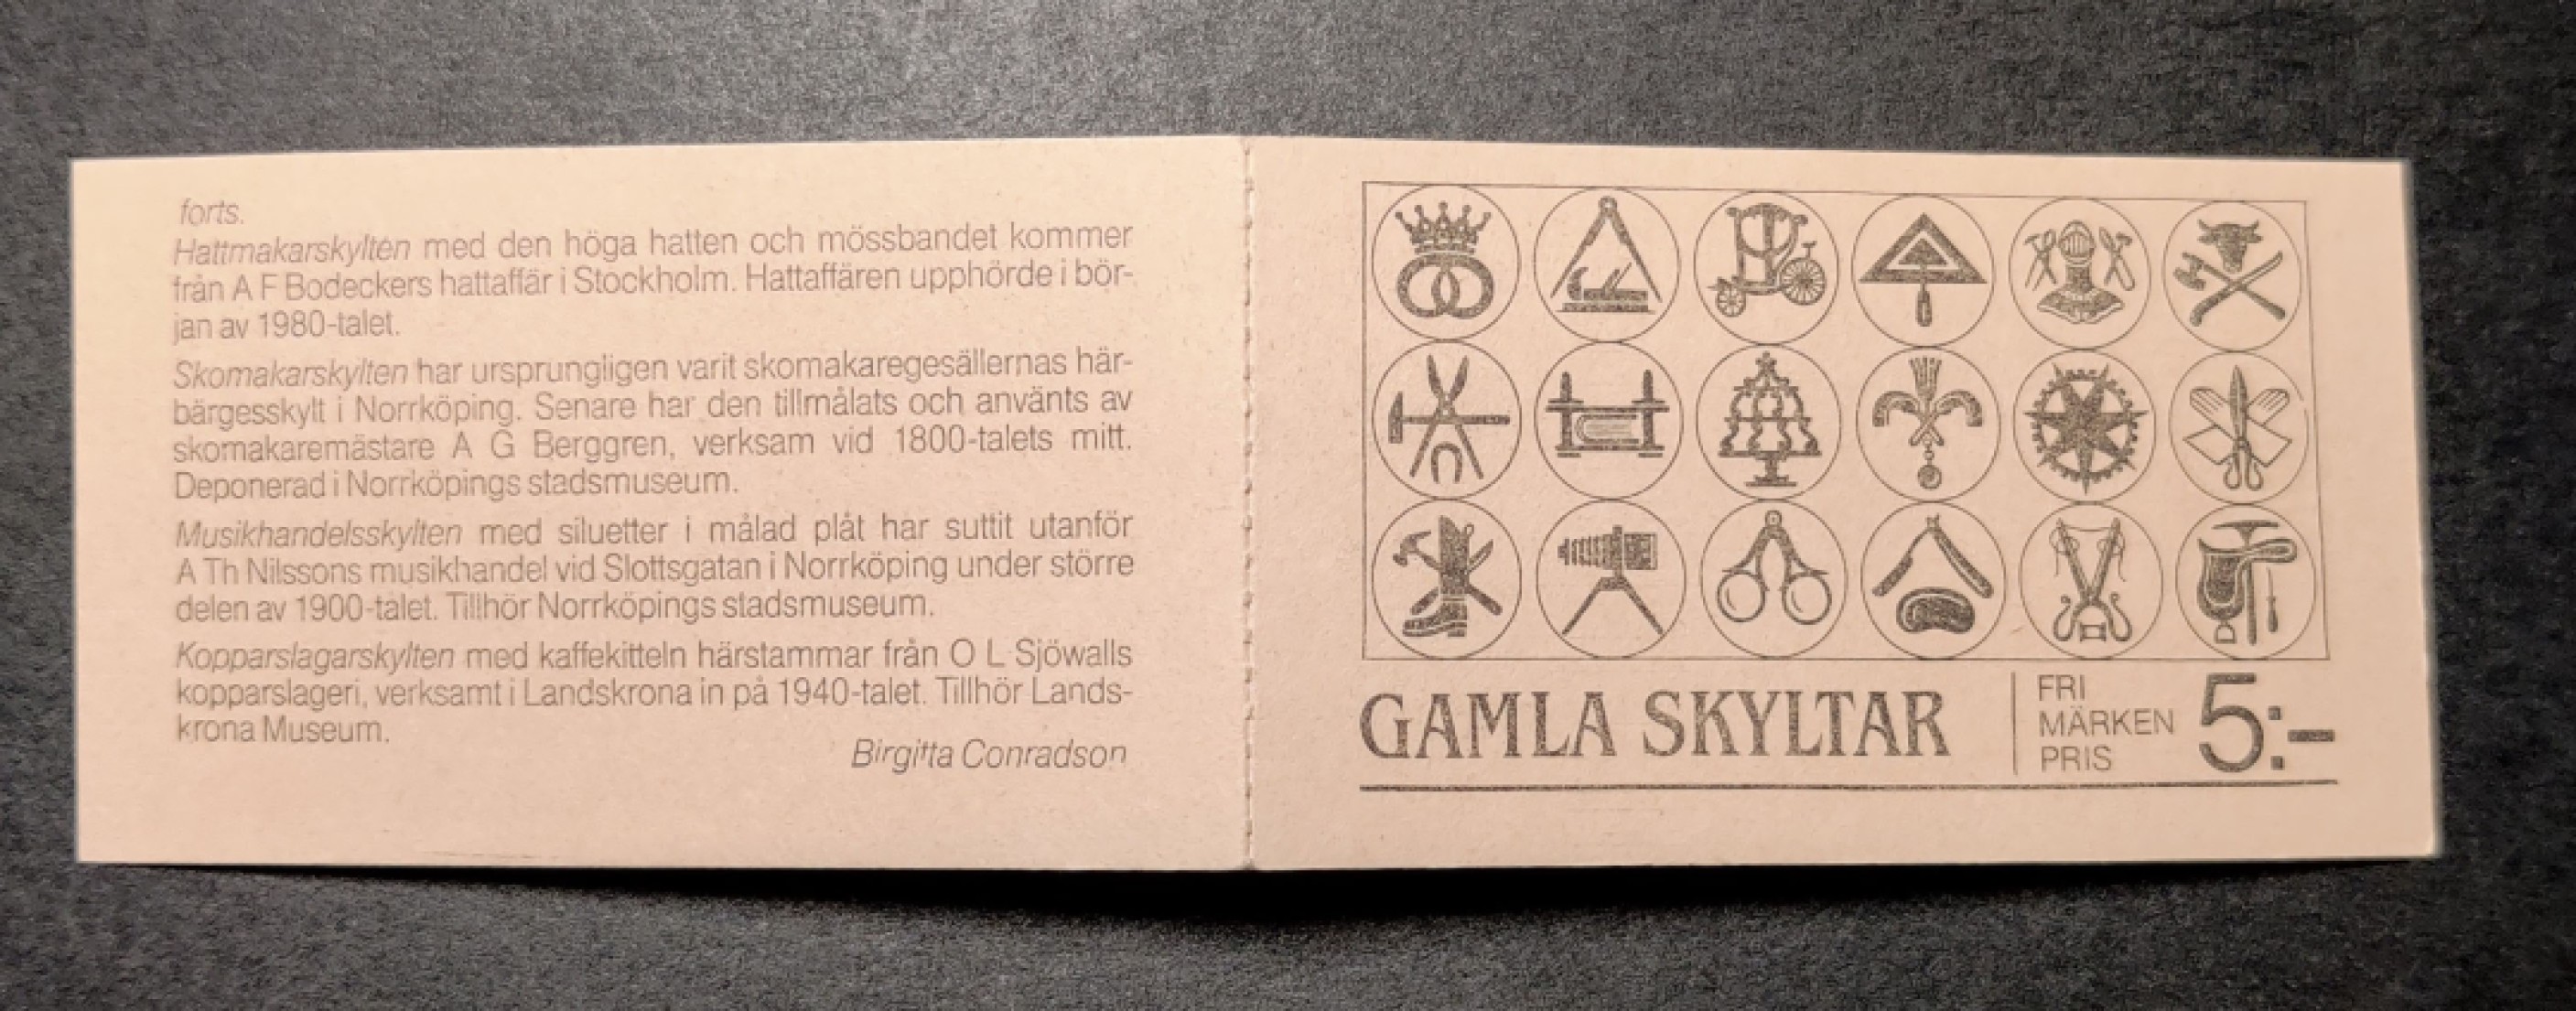 forts.
Hattmakarskylten med den höga hatten och mössbandet kommer
från A F Bodeckers hattaffär i Stockholm. Hattaffären upphörde i bör-
jan av 1980-talet.
Skomakarskylten har ursprungligen varit skomakaregesällernas här-
bärgesskylt i Norrköping. Senare har den tillmålats och använts av
skomakaremästare A G Berggren, verksam vid 1800-talets mitt.
Deponerad i Norrköpings stadsmuseum.
Musikhandelsskylten med siluetter i målad plåt har suttit utanför
A Th Nilssons musikhandel vid Slottsgatan i Norrköping under större
delen av 1900-talet. Tillhör Norrköpings stadsmuseum.
Kopparslagarskylten med kaffekitteln härstammar från O L Sjöwalls
kopparslageri, verksamt i Landskrona in på 1940-talet. Tillhör Lands-
krona Museum.
Birgitta Conradson
GAMLA SKYLTAR
FRI
MÄRKEN
PRIS
5:-